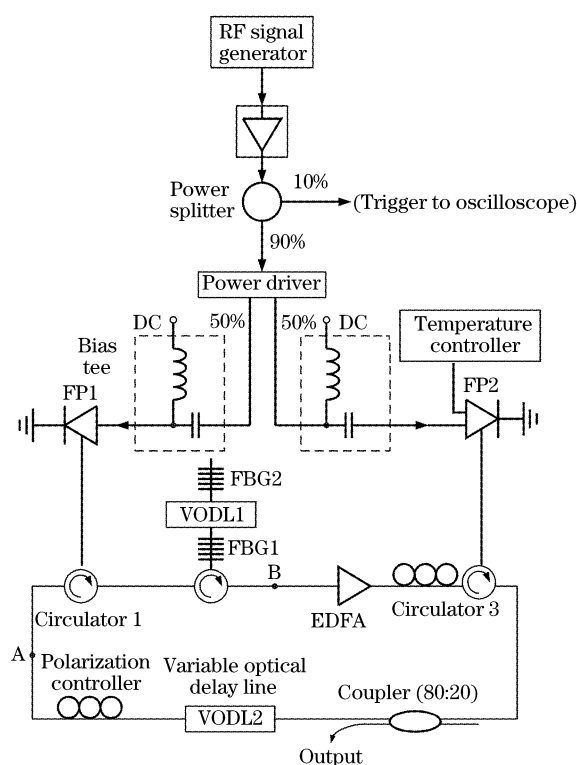 RF signal
generator
10%
Power
splitter
(Trigger to oscilloscope)
90%
Power driver
DC
50%
50%
DC
Temperature
controller
Bias
tee
FP1
FP2
FBG2
VODL1
FBG1
B
Circulator 1
EDFA
Circulator 3
A
Polarization
controller
Variable optical
delay line
VODL2
Coupler (80:20)
Output